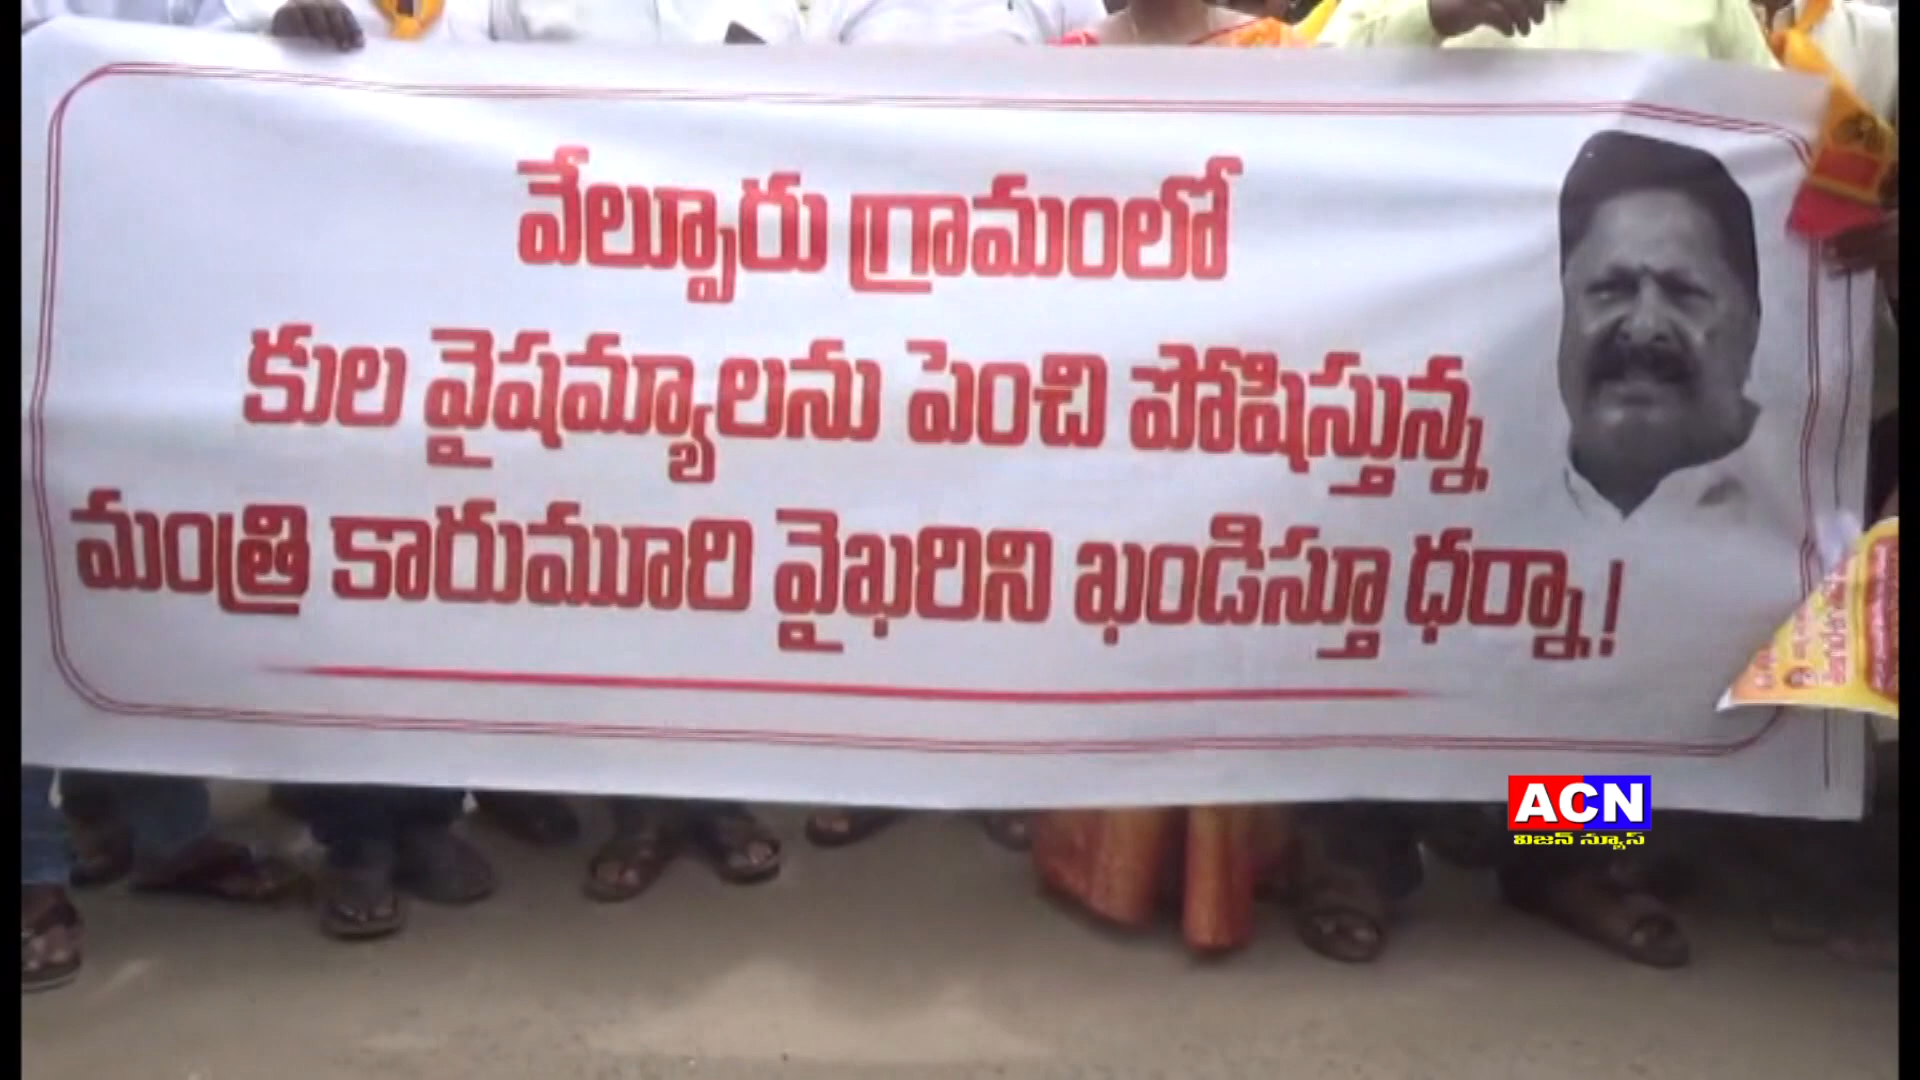 వేల్పూరు గ్రామంలో
కుల వైషమ్యాలను పెంచి పోషిస్తున్న
మంత్రి కారుమూరి వైఖరిని ఖండిస్తూ ధర్నా!
ACN
విజన్ న్యూస్